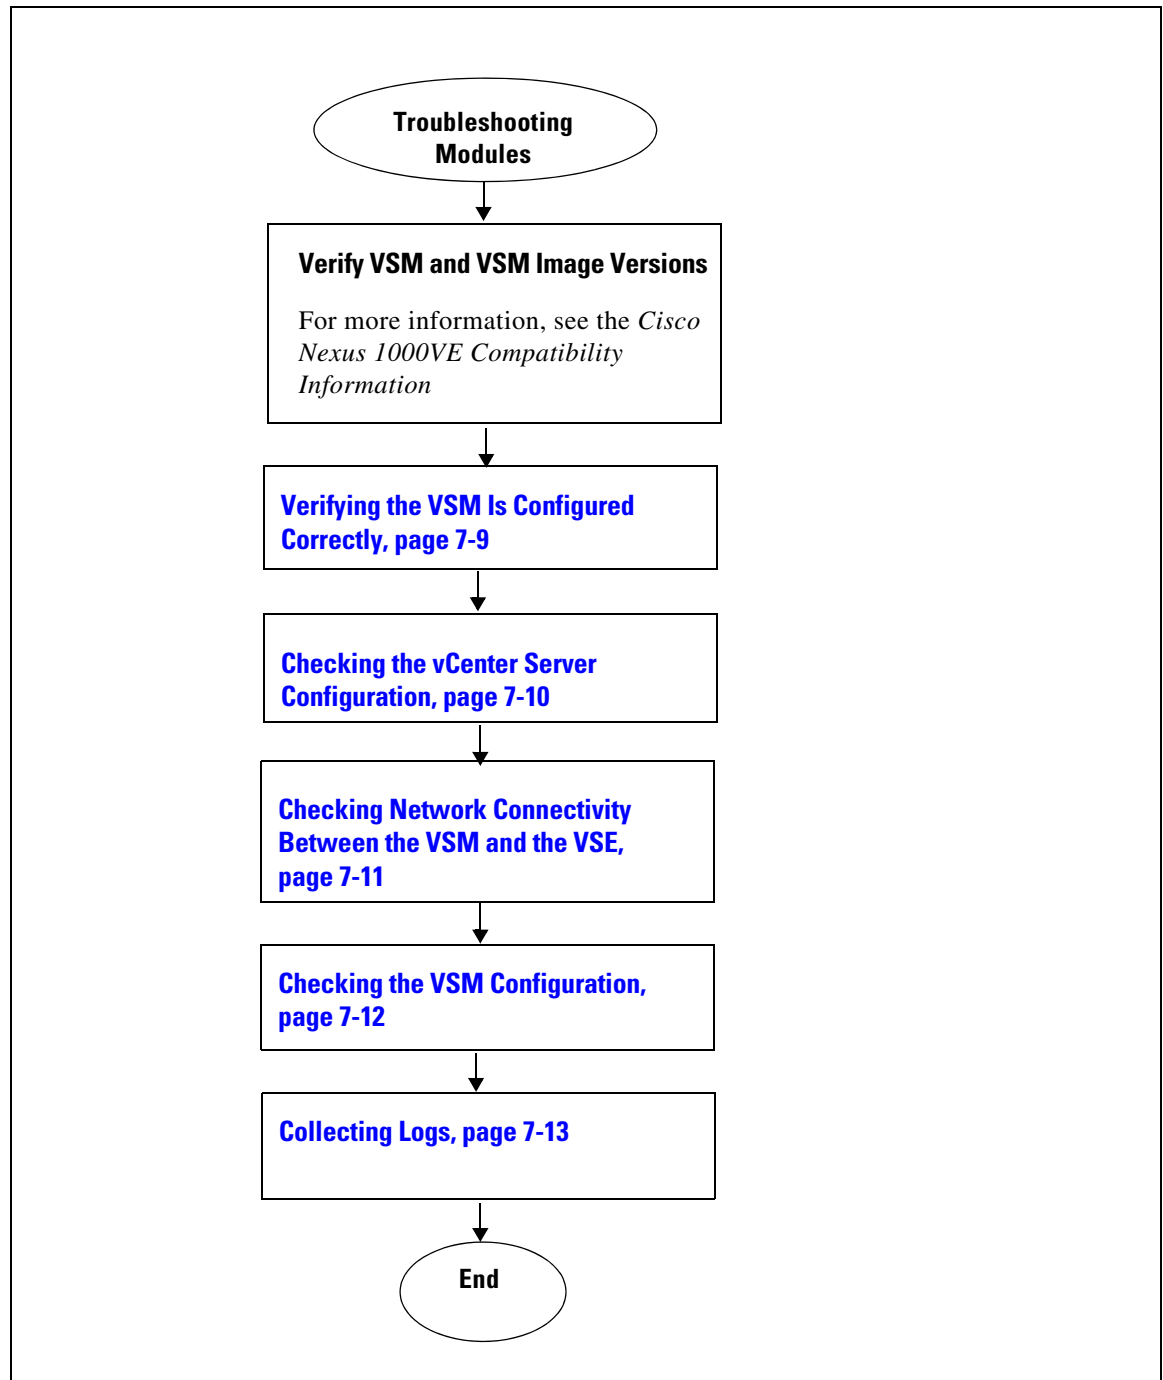 Troubleshooting
Modules
Verify VSM and VSM Image Versions
For more information, see the Cisco
Nexus 1000VE Compatibility
Information
Verifying the VSM Is Configured
Correctly, page 7-9
Checking the vCenter Server
Configuration, page 7-10
Checking Network Connectivity
Between the VSM and the VSE,
page 7-11
Checking the VSM Configuration,
page 7-12
Collecting Logs, page 7-13
End